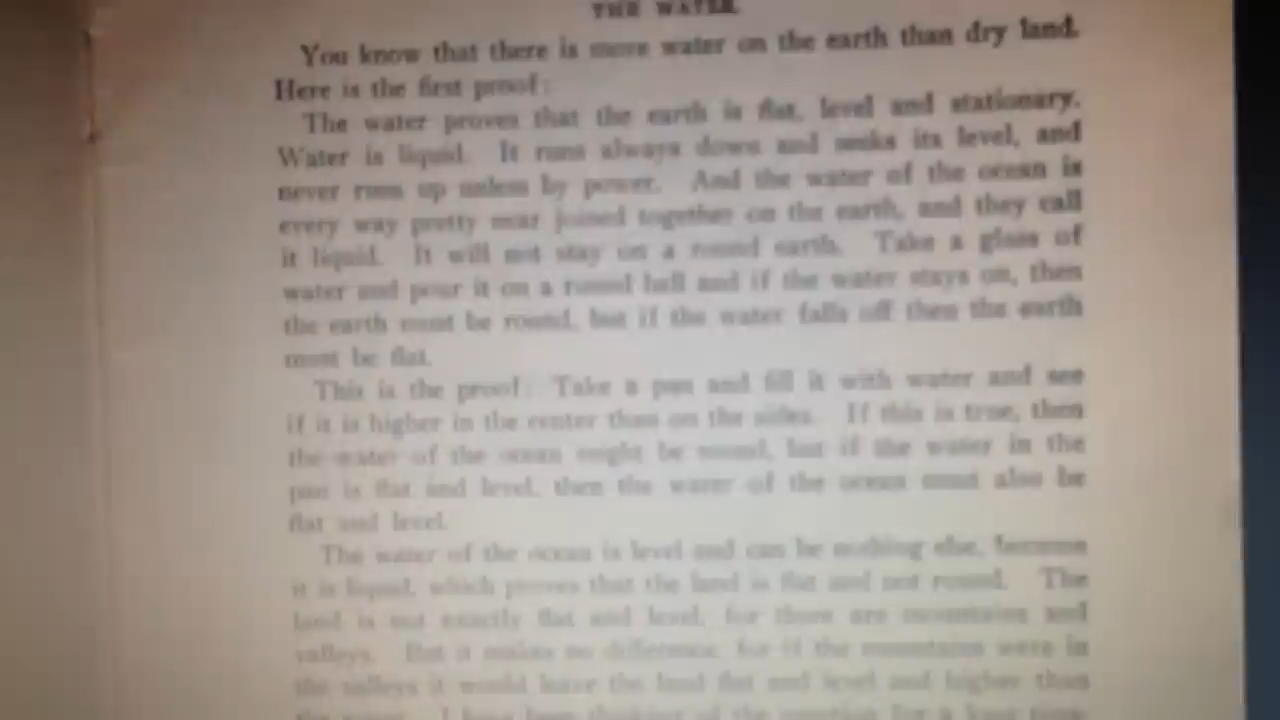 THE WATER.
You know that there is more water on the earth than dry land.
Here is the first proof:
The water proves that the earth is flat, level and stationary.
Water is liquid. It runs always down and seeks its level, and
never runs up unless by power. And the water of the ocean is
every way pretty near joined together on the earth, and they call
it liquid. It will not stay on a round earth. Take a glass of
water and pour it on a round ball and if the water stays on, then
the earth must be round, but if the water falls off then the earth
must be flat.
This is the proof: Take a pan and fill it with water and see
if it is higher in the center than on the sides. If this is true, then
the water of the ocean might be round, but if the water in the
pan is flat and level, then the water of the ocean must also be
flat and level.
The water of the ocean is level and can be nothing else, because
it is liquid, which proves that the land is flat and not round. The
land is not exactly flat and level, for there are mountains and
valleys. But it makes no difference, for if the mountains were in
the valleys it would leave the land flat and level and higher than
the water. I have been thinking of the question for a long